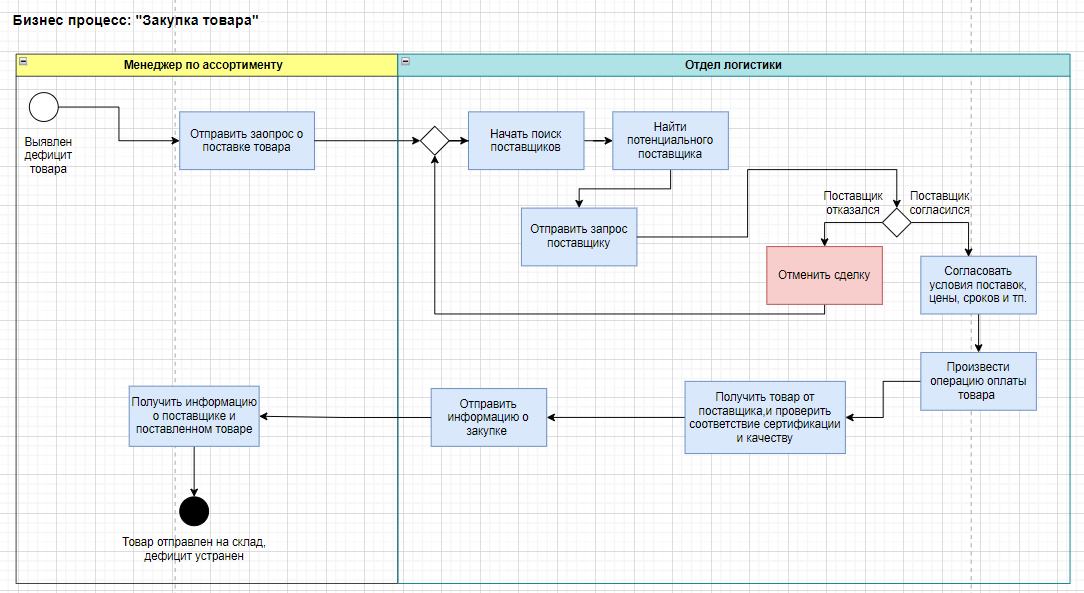 Бизнес процесс: "Закупка товара"
Менеджер по ассортименту
Отдел логистики
Выявлен
дефицит
товара
Отправить заопрос о
поставке товара
Начать поиск
поставщиков
Найти
потенциального
поставщика
Отправить запрос
поставщику
Поставщик
отказался
Поставщик
согласился
Отменить сделку
Согласовать
условия поставок,
цены, сроков и тп.
Произвести
операцию оплаты
товара
Получить товар от
поставщика,и проверить
соответствие сертификации
и качеству
Отправить
информацию о
закупке
Получить информацию
о поставщике и
поставленном товаре
Товар отправлен на склад,
дефицит устранен